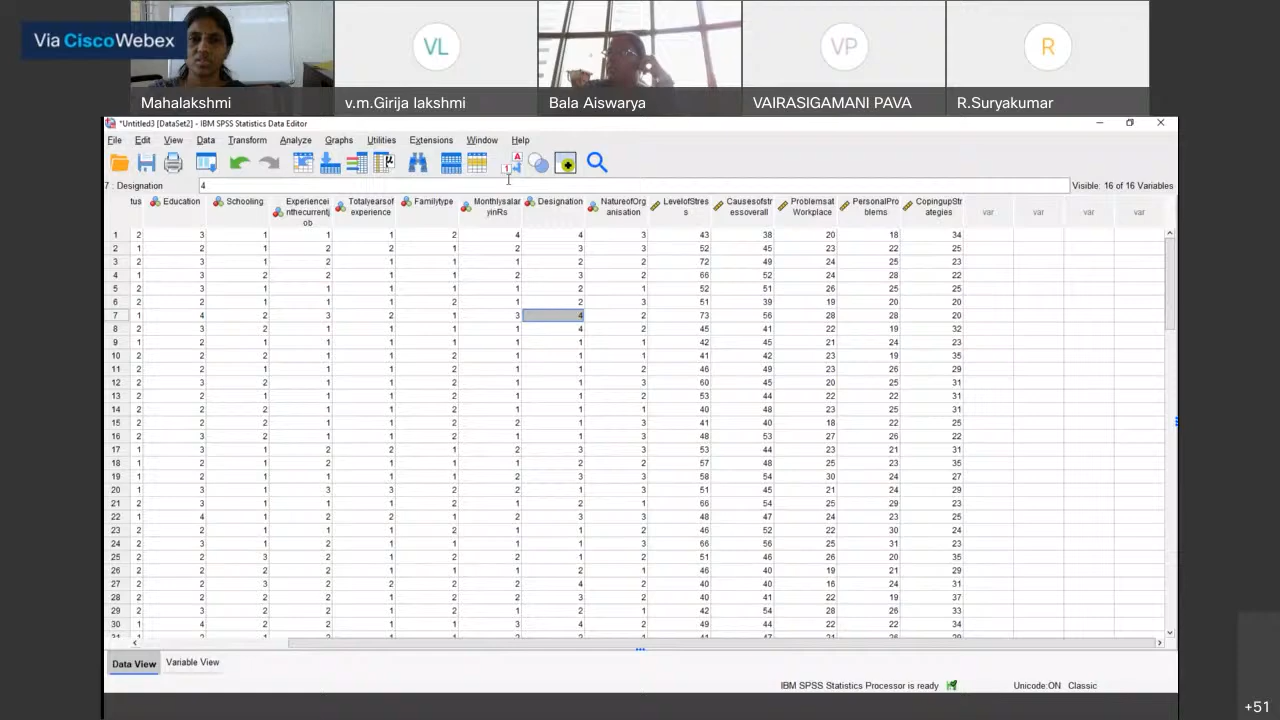 Via Cisco Webex
VL
VP
R
Mahalakshmi
v.m.Girija lakshmi
Bala Aiswarya
VAIRASIGAMANI PAVA
R.Suryakumar
*Untitled3 [DataSet2] - IBM SPSS Statistics Data Editor
File Edit View Data Transform Analyze Graphs Utilities Extensions Window Help
7 : Designation 4 Visible: 16 of 16 Variables
tus Education Schooling Experiencei nthecurrentj ob Totalyearsof experience Familytype Monthlysalar yinRs Designation NatureofOrg anisation LevelofStres s Causesofst ressoverall Problemsat Workplace PersonalPro blems CopingupStr ategies var var var var
1 2 3 1 1 1 2 4 4 3 43 38 20 18 34
2 1 2 1 2 2 1 2 3 3 52 45 23 22 25
3 2 3 1 2 1 1 1 2 2 72 49 24 25 23
4 1 3 2 2 1 1 2 3 2 66 52 24 28 22
5 2 3 1 1 1 1 1 2 1 52 51 26 25 25
6 2 2 1 1 1 2 1 2 3 51 39 19 20 20
7 1 4 2 3 2 1 3 4 2 73 56 28 28 20
8 2 3 2 1 1 1 1 4 2 45 41 22 19 32
9 1 2 1 1 1 1 1 1 1 42 45 21 24 23
10 2 2 2 1 1 2 1 1 3 41 42 23 19 35
11 2 2 1 1 1 2 1 1 2 46 49 23 26 29
12 2 3 2 1 1 2 1 1 3 60 45 20 25 31
13 2 2 1 1 1 1 1 1 2 53 44 22 22 31
14 2 2 2 1 1 2 1 1 1 40 48 23 25 31
15 2 2 2 1 1 2 1 1 3 41 40 18 22 25
16 2 3 2 1 1 2 1 1 3 48 53 27 26 22
17 1 3 1 2 1 1 2 3 3 53 44 23 21 31
18 1 2 1 2 1 1 1 2 2 57 48 25 23 35
19 1 2 1 1 1 1 2 3 3 58 54 30 24 27
20 1 3 1 3 3 2 2 1 3 51 45 21 24 29
21 2 3 1 1 1 2 1 2 1 66 54 25 29 23
22 1 4 1 2 2 1 2 3 3 48 47 24 23 25
23 2 2 1 2 1 2 1 1 2 46 52 22 30 24
24 2 3 1 2 1 1 1 1 3 66 56 25 31 23
25 2 2 3 2 1 2 2 1 2 51 46 26 20 35
26 2 2 2 1 1 1 1 2 1 46 40 19 21 29
27 2 2 3 2 2 2 2 4 2 40 40 16 24 31
28 2 2 2 2 1 2 2 3 2 40 41 22 19 37
29 2 3 2 2 1 2 1 2 1 42 54 28 26 33
30 1 4 2 2 1 1 3 4 2 49 44 22 22 34
Data View Variable View
IBM SPSS Statistics Processor is ready Unicode:ON Classic
+51